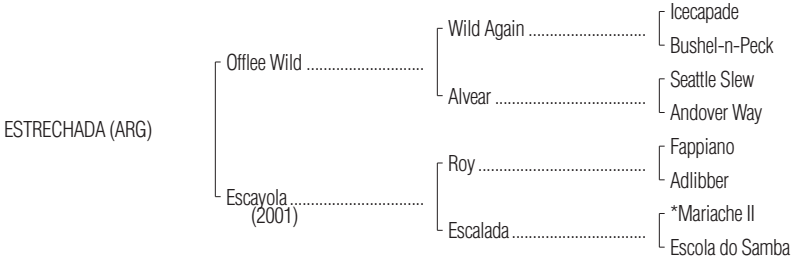 Icecapade
Wild Again ..............................
Bushel-n-Peck
Offlee Wild ..............................
Seattle Slew
Alvear ..............................
Andover Way
ESTRECHADA (ARG)
Fappiano
Roy ..............................
Adlibber
Escayola ..............................
(2001)
*Mariache II
Escalada ..............................
Escola do Samba